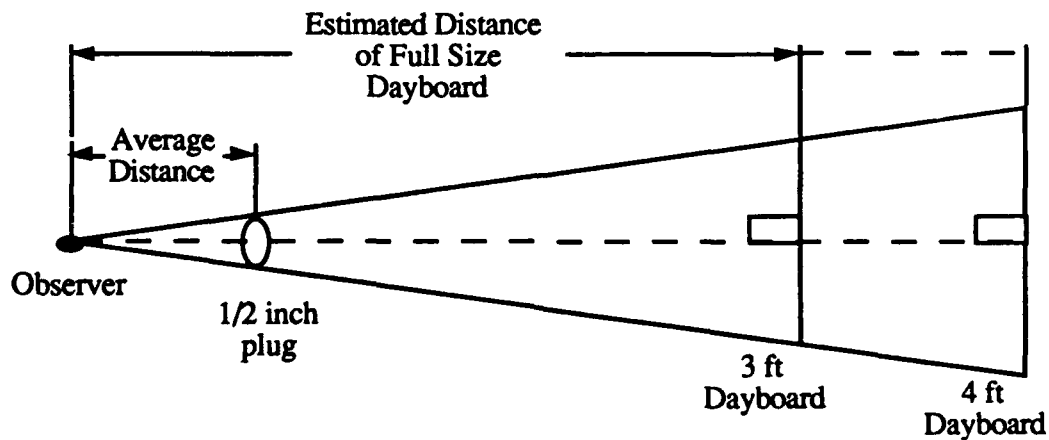 Estimated Distance
of Full Size
Dayboard
Average
Distance
Observer
1/2 inch
plug
3 ft
Dayboard
4 ft
Dayboard